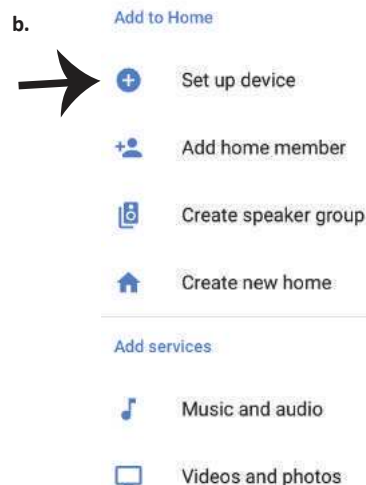 b.
Add to Home
Set up device
Add home member
Create speaker group
Create new home
Add services
Music and audio
Videos and photos